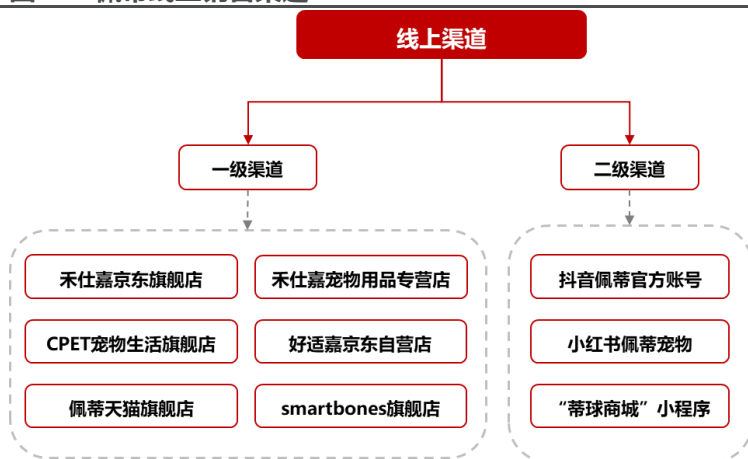 线上渠道
一级渠道
二级渠道
禾仕嘉京东旗舰店
禾仕嘉宠物用品专营店
抖音佩蒂官方账号
CPET宠物生活旗舰店
好适嘉京东自营店
小红书佩蒂宠物
佩蒂天猫旗舰店
smartbones旗舰店
“蒂球商城”小程序